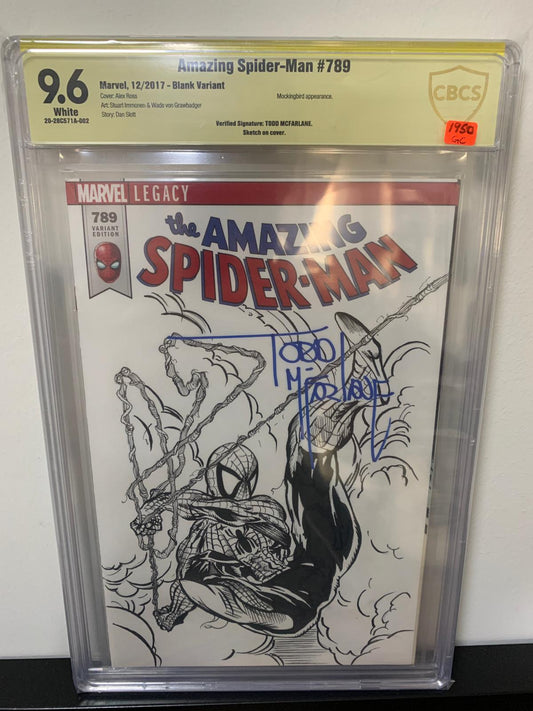 Amazing Spider-Man #789
9.6
White
20-28C571A-002
Marvel, 12/2017 - Blank Variant
Cover: Alex Ross
Art: Stuart Immonen & Wade von Grawbadger
Story: Dan Slott
Mockingbird appearance.
Verified Signature: TODD MCFARLANE.
Sketch on cover.
CBCS
1950
CGC
MARVEL LEGACY
789
VARIANT
EDITION
the AMAZING
SPIDER-MAN
TODD
McFARLANE